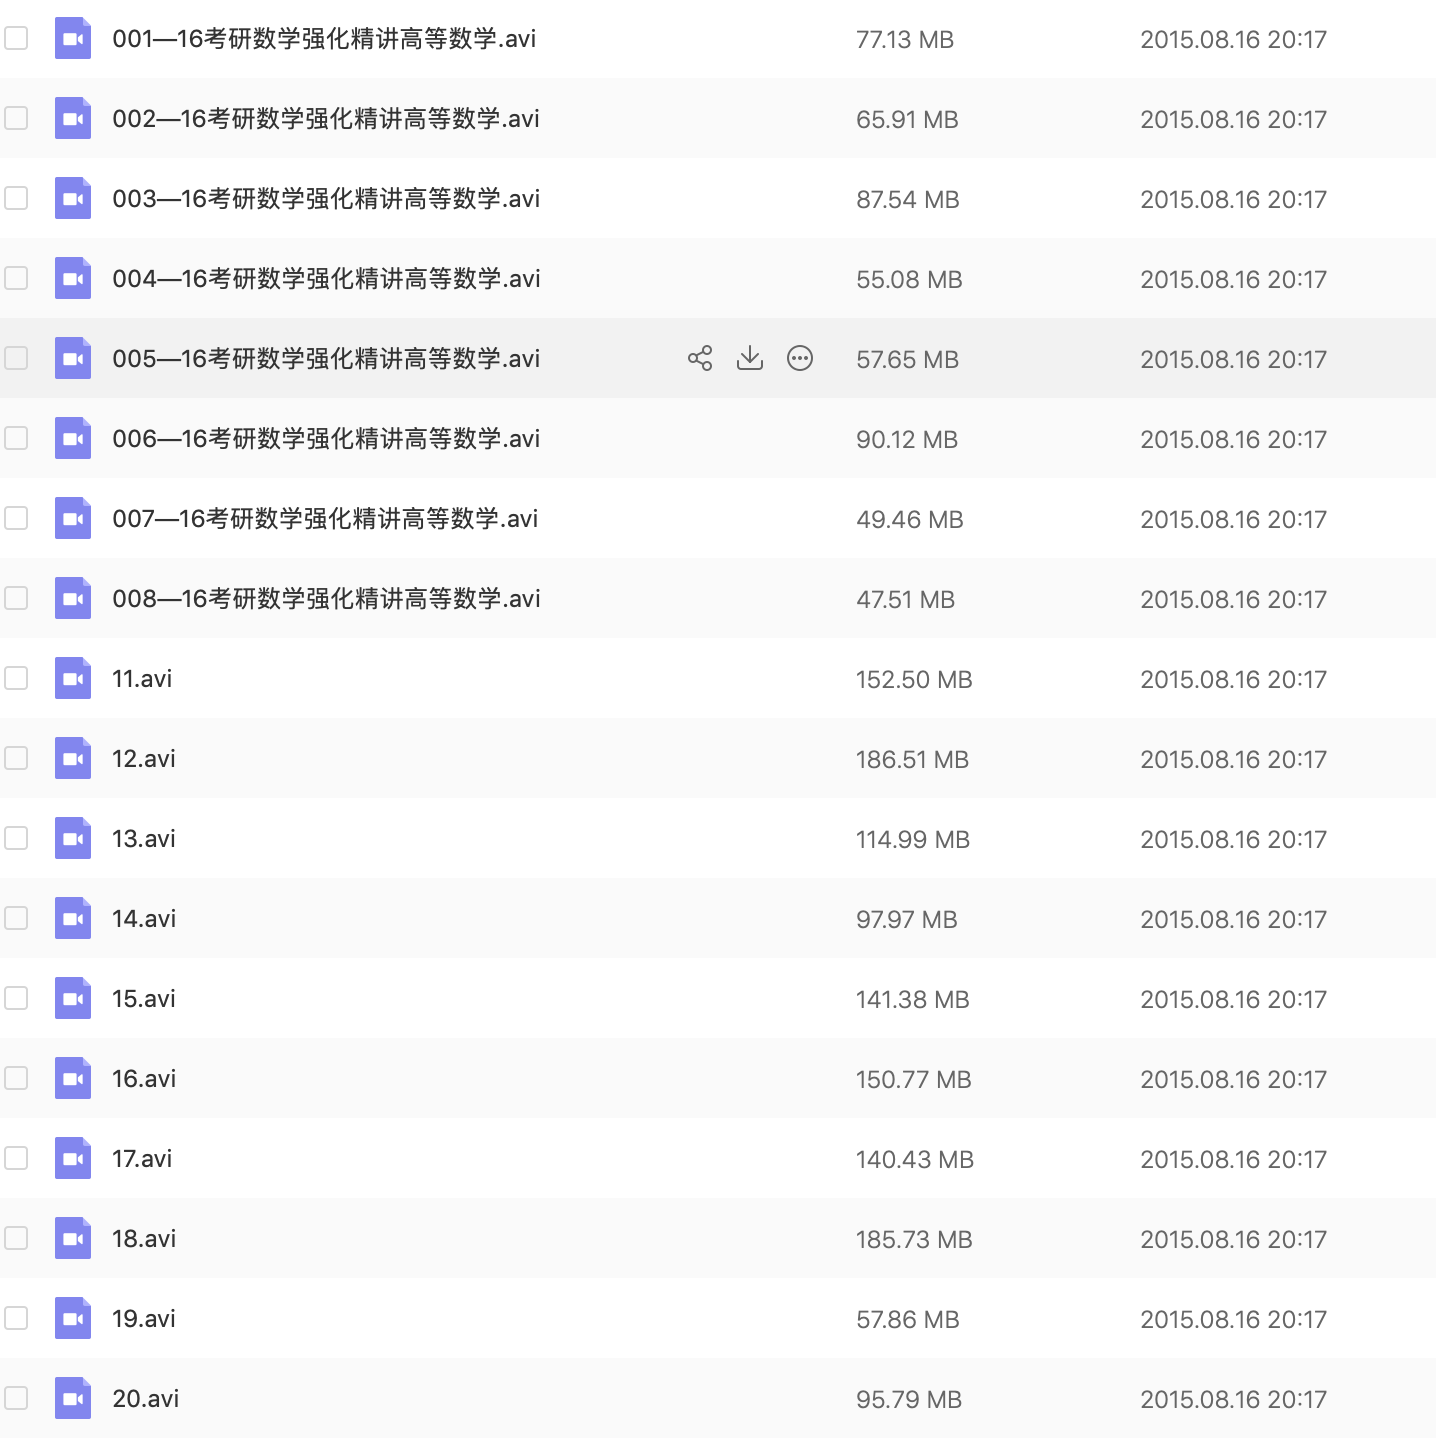 001—16考研数学强化精讲高等数学.avi 77.13 MB 2015.08.16 20:17
002—16考研数学强化精讲高等数学.avi 65.91 MB 2015.08.16 20:17
003—16考研数学强化精讲高等数学.avi 87.54 MB 2015.08.16 20:17
004—16考研数学强化精讲高等数学.avi 55.08 MB 2015.08.16 20:17
005—16考研数学强化精讲高等数学.avi 57.65 MB 2015.08.16 20:17
006—16考研数学强化精讲高等数学.avi 90.12 MB 2015.08.16 20:17
007—16考研数学强化精讲高等数学.avi 49.46 MB 2015.08.16 20:17
008—16考研数学强化精讲高等数学.avi 47.51 MB 2015.08.16 20:17
11.avi 152.50 MB 2015.08.16 20:17
12.avi 186.51 MB 2015.08.16 20:17
13.avi 114.99 MB 2015.08.16 20:17
14.avi 97.97 MB 2015.08.16 20:17
15.avi 141.38 MB 2015.08.16 20:17
16.avi 150.77 MB 2015.08.16 20:17
17.avi 140.43 MB 2015.08.16 20:17
18.avi 185.73 MB 2015.08.16 20:17
19.avi 57.86 MB 2015.08.16 20:17
20.avi 95.79 MB 2015.08.16 20:17